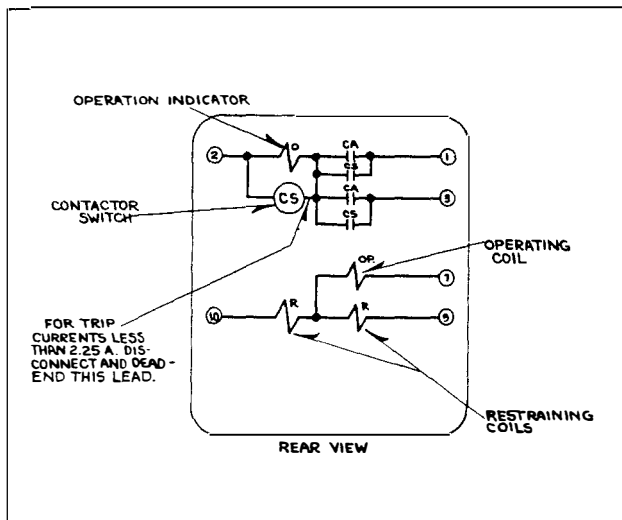 OPERATION INDICATOR
O
CA
2
1
CS
CONTACTOR
SWITCH
CS
CA
3
CS
OPERATING
COIL
OP.
7
FOR TRIP
CURRENTS LESS
THAN 2.25 A. DIS-
CONNECT AND DEAD-
END THIS LEAD.
10
R
R
9
RESTRAINING
COILS
REAR VIEW